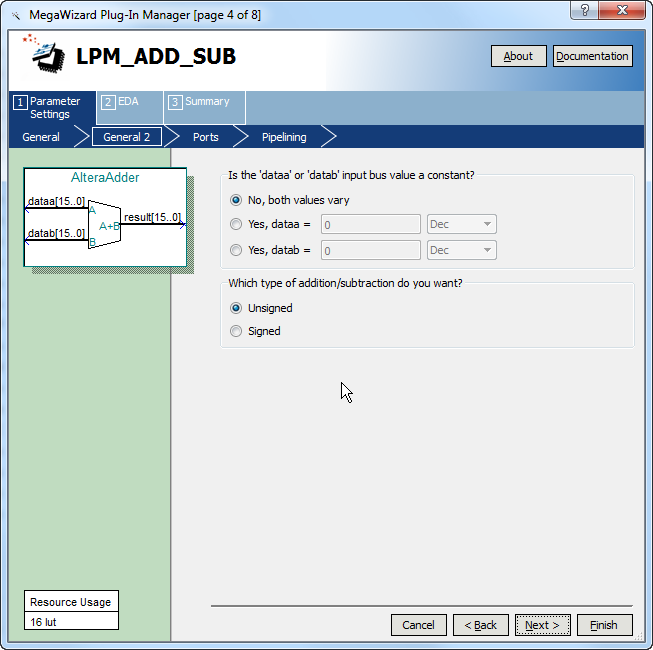 MegaWizard Plug-In Manager [page 4 of 8]
?
LPM_ADD_SUB
About
Documentation
1 Parameter Settings
2 EDA
3 Summary
General
General 2
Ports
Pipelining
AlteraAdder
dataa[15..0]
A
A+B
result[15..0]
datab[15..0]
B
Is the 'dataa' or 'datab' input bus value a constant?
No, both values vary
Yes, dataa = 0 Dec
Yes, datab = 0 Dec
Which type of addition/subtraction do you want?
Unsigned
Signed
Resource Usage
16 lut
Cancel
< Back
Next >
Finish